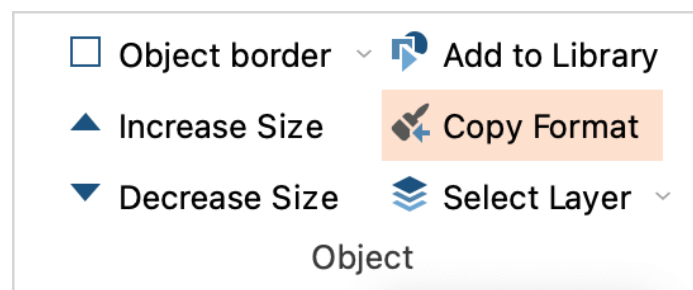 Object border
Add to Library
Increase Size
Copy Format
Decrease Size
Select Layer
Object